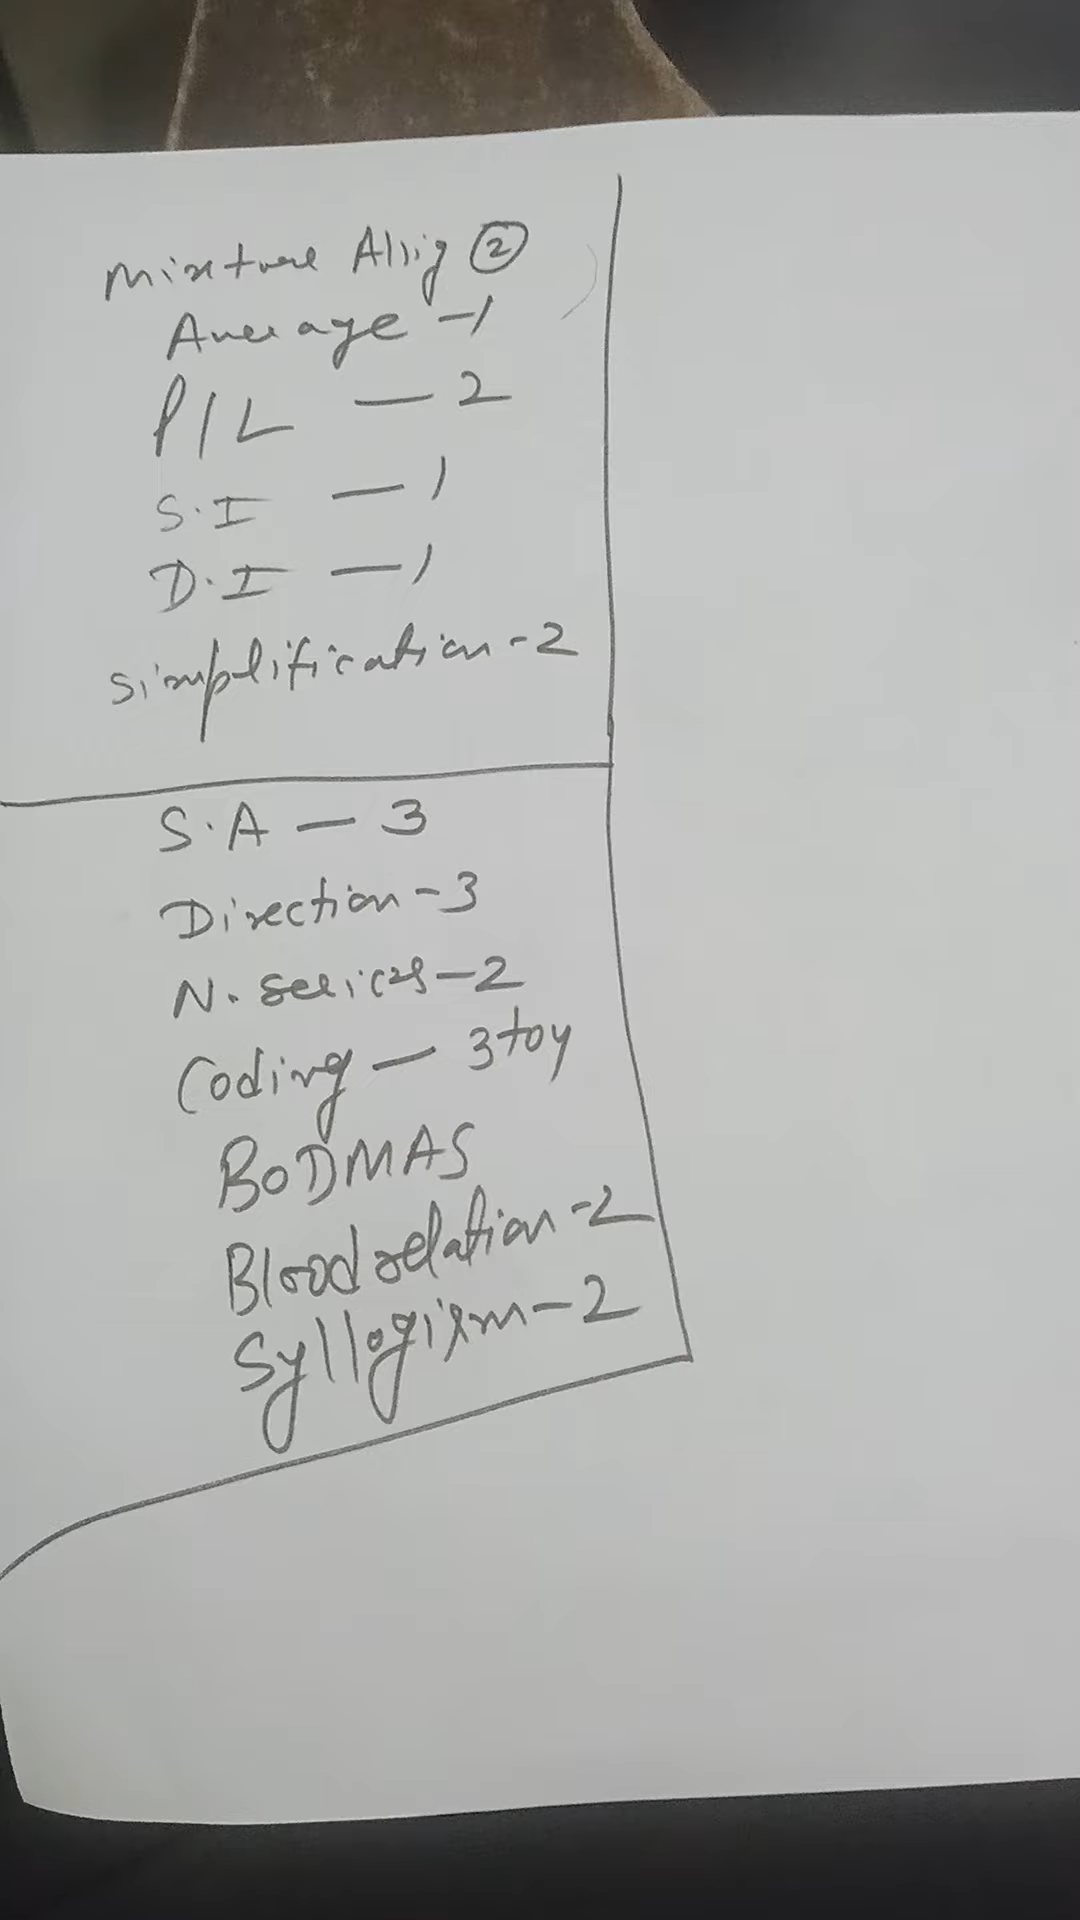 Mixture Allig ②
Average -1
P/L — 2
S.I — 1
D.I — 1
simplification - 2
S.A — 3
Direction - 3
N. series - 2
Coding — 3 to 4
BODMAS
Blood relation - 2
Syllogism - 2